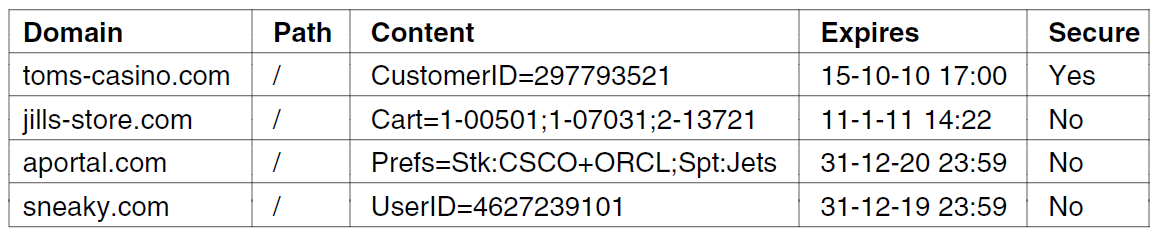 Domain Path Content Expires Secure
toms-casino.com / CustomerID=297793521 15-10-10 17:00 Yes
jills-store.com / Cart=1-00501;1-07031;2-13721 11-1-11 14:22 No
aportal.com / Prefs=Stk:CSCO+ORCL;Spt:Jets 31-12-20 23:59 No
sneaky.com / UserID=4627239101 31-12-19 23:59 No